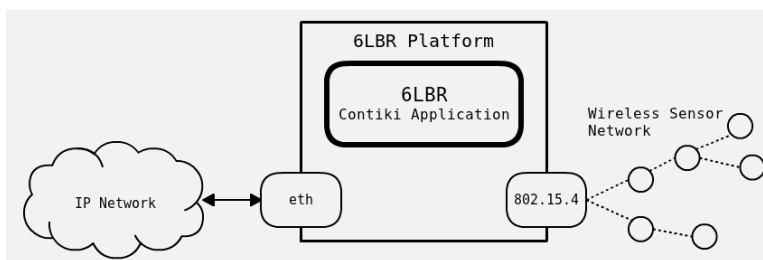 6LBR Platform
6LBR
Contiki Application
Wireless Sensor
Network
IP Network
eth
802.15.4